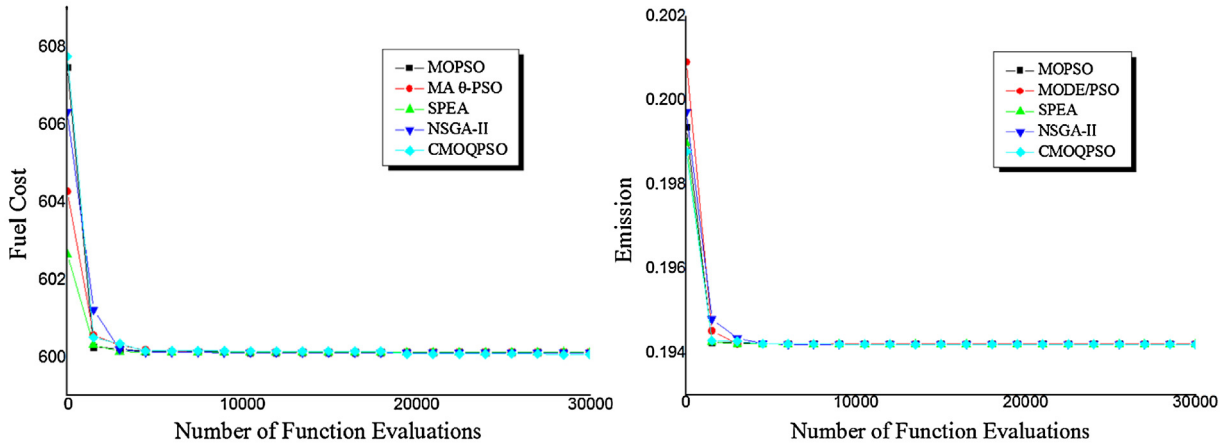 608
606
604
602
600
Fuel Cost
0
10000
20000
30000
Number of Function Evaluations
MOPSO
MA θ-PSO
SPEA
NSGA-II
CMOQPSO
0.202
0.200
0.198
0.196
0.194
Emission
0
10000
20000
30000
Number of Function Evaluations
MOPSO
MODE/PSO
SPEA
NSGA-II
CMOQPSO